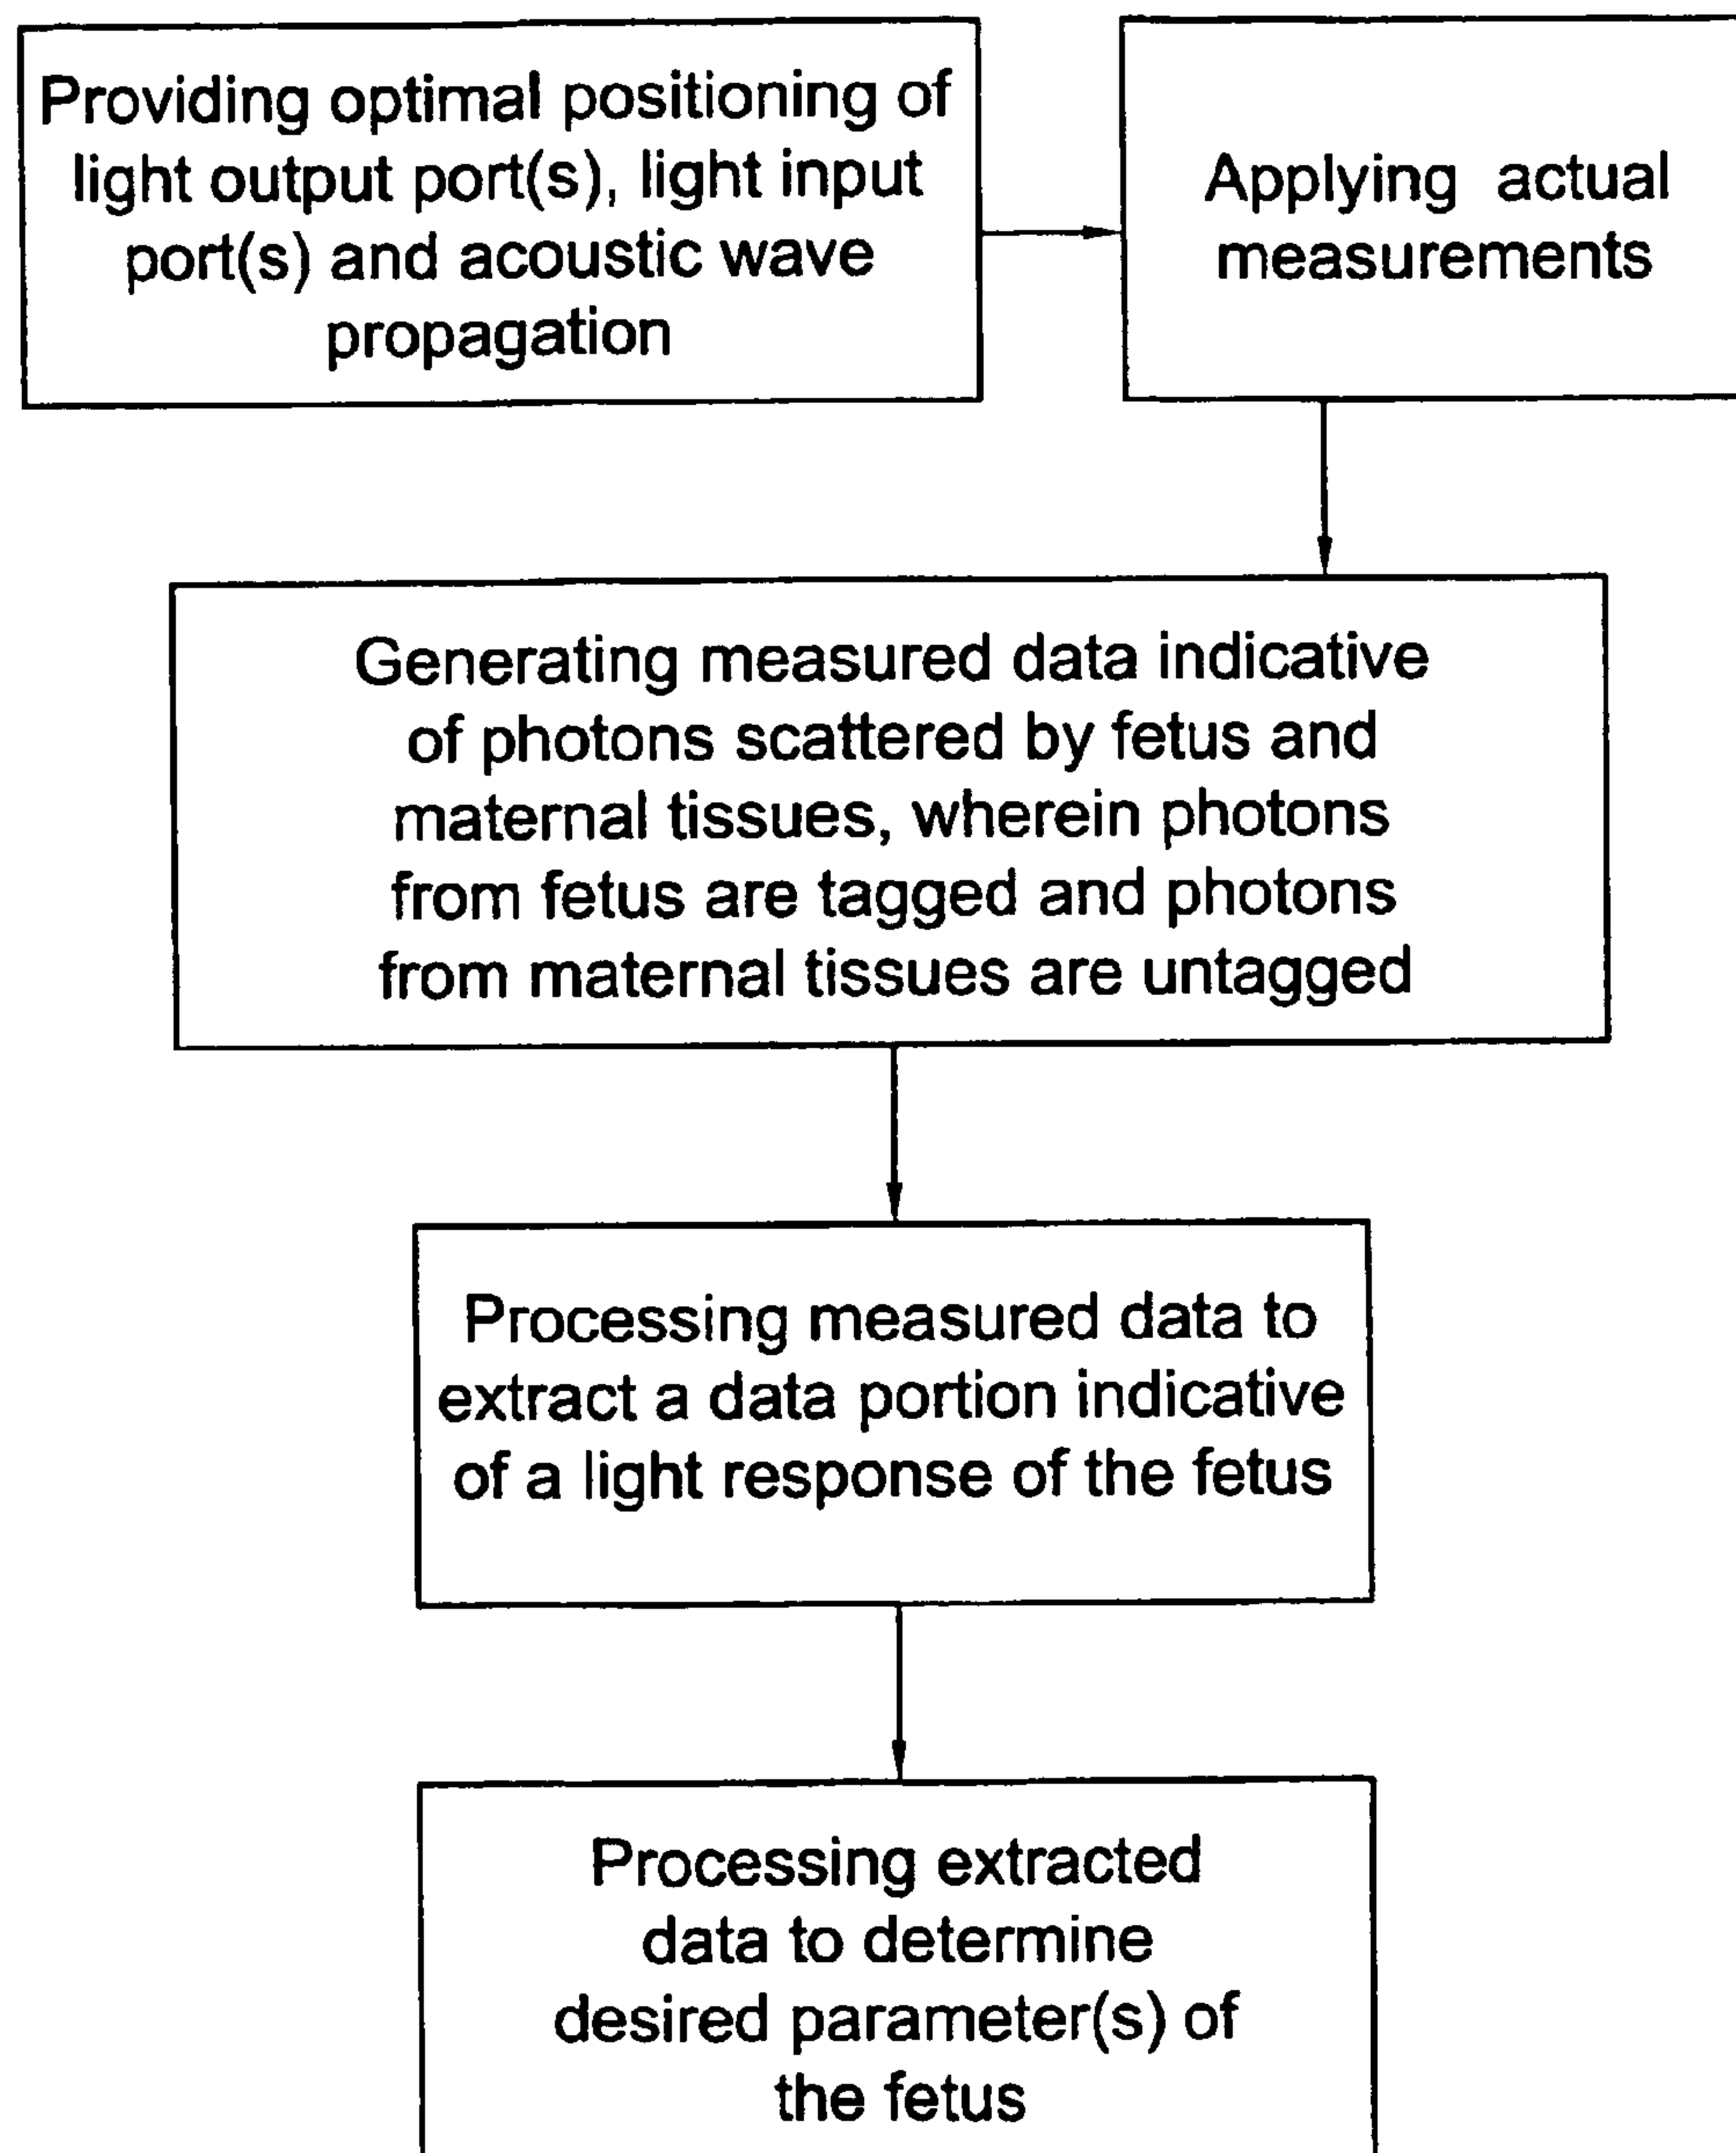 Providing optimal positioning of
light output port(s), light input
port(s) and acoustic wave
propagation
Applying actual
measurements
Generating measured data indicative
of photons scattered by fetus and
maternal tissues, wherein photons
from fetus are tagged and photons
from maternal tissues are untagged
Processing measured data to
extract a data portion indicative
of a light response of the fetus
Processing extracted
data to determine
desired parameter(s) of
the fetus